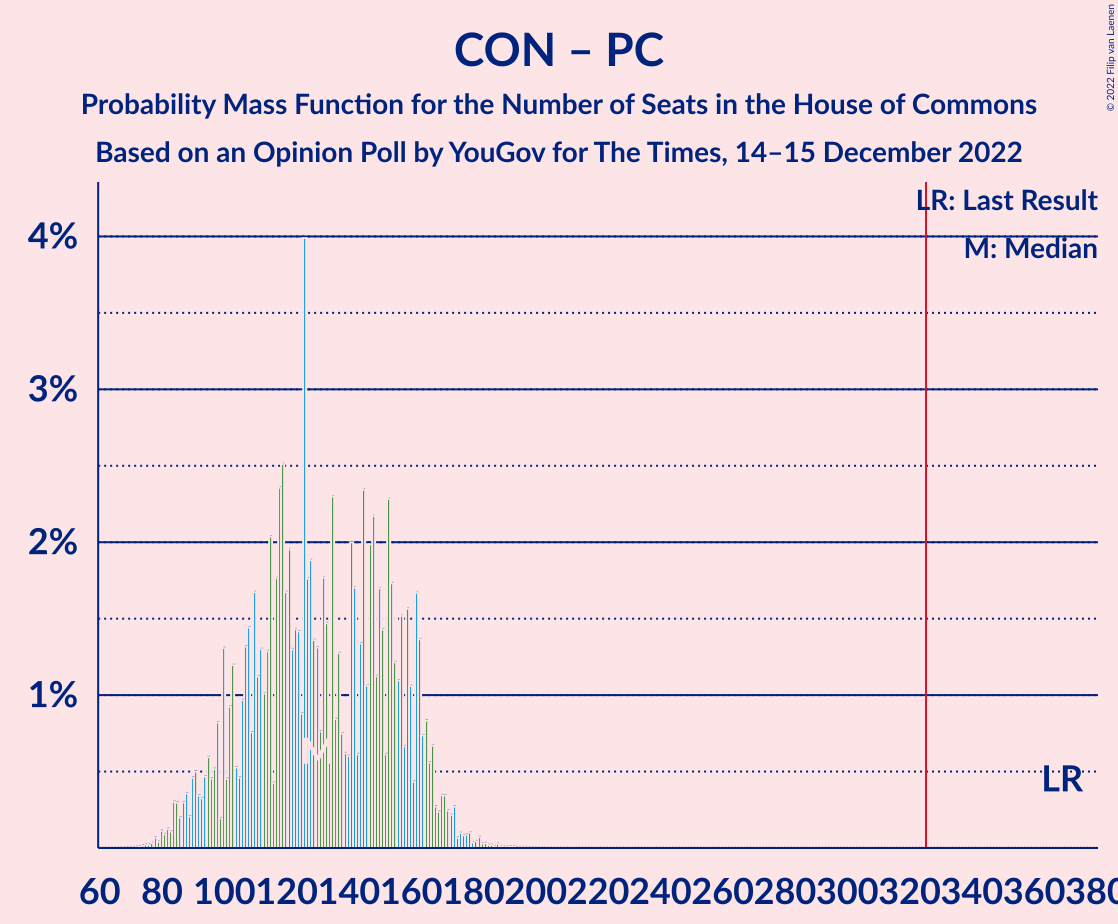 CON – PC
Probability Mass Function for the Number of Seats in the House of Commons
Based on an Opinion Poll by YouGov for The Times, 14–15 December 2022
© 2022 Filip van Laenen
LR: Last Result
M: Median
4%
3%
2%
1%
LR
60 80 100 120 140 160 180 200 220 240 260 280 300 320 340 360 380